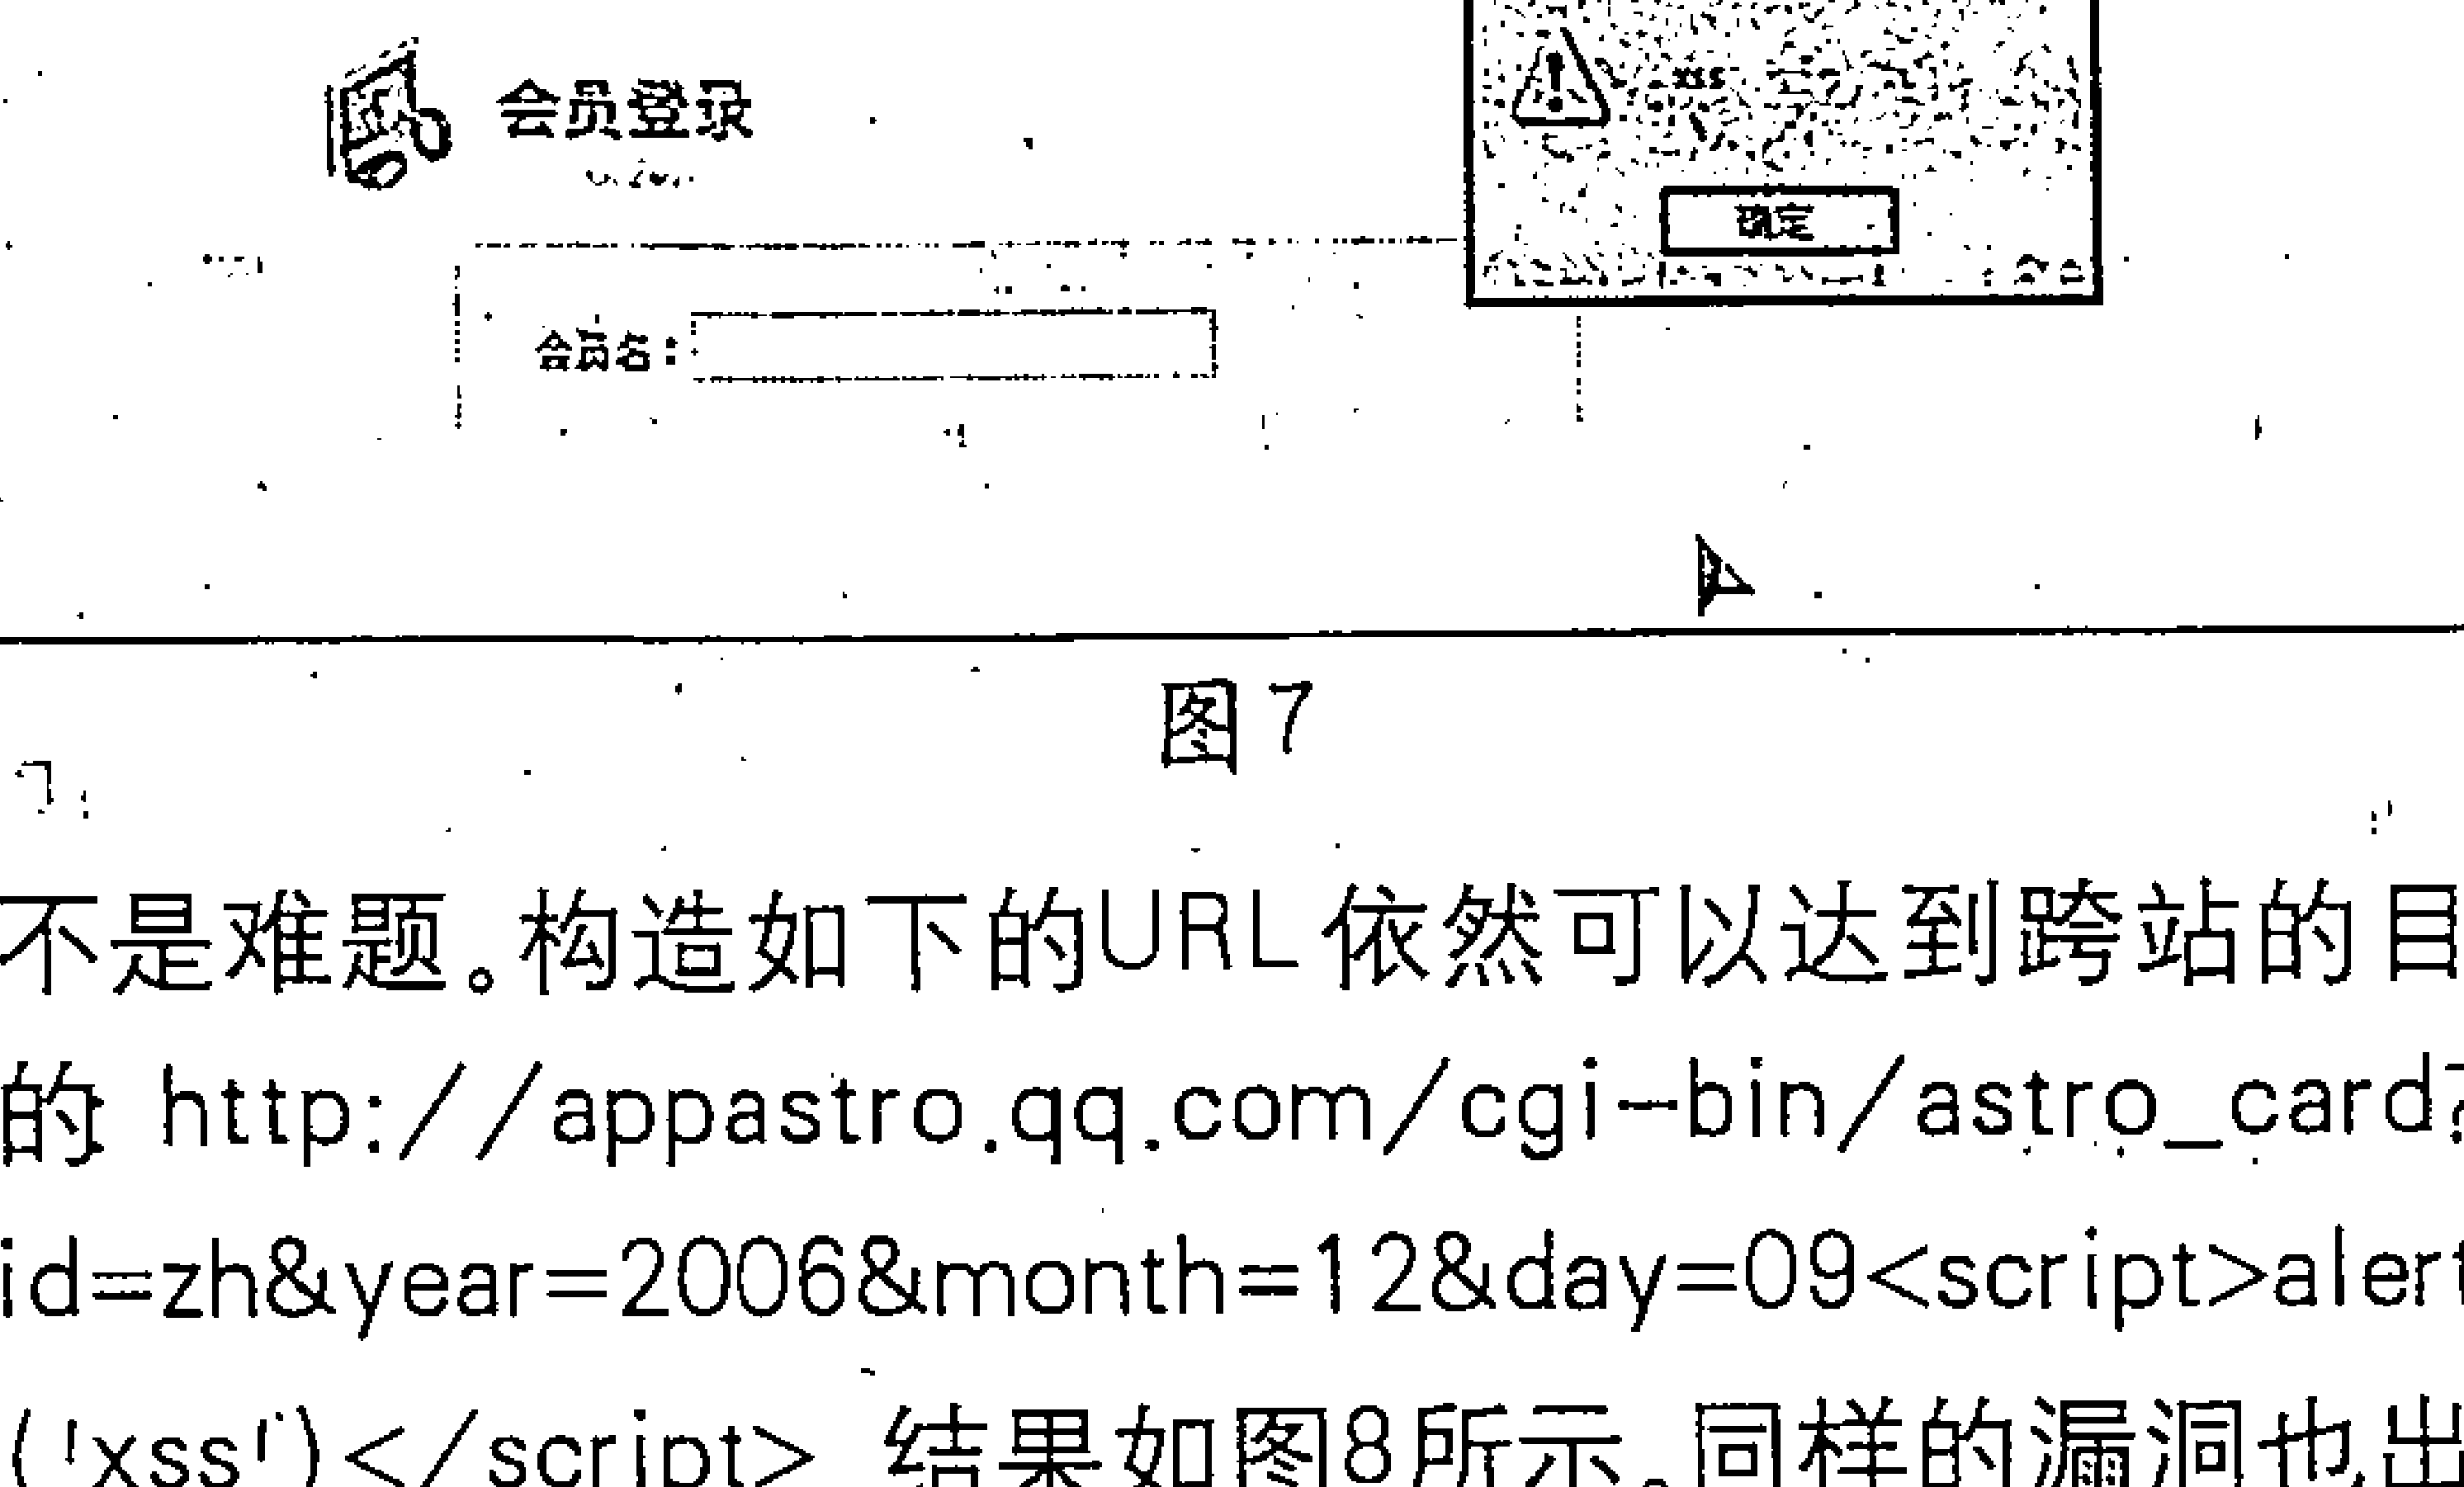 会员登录
xss
确定
会员名：
图7
不是难题。构造如下的URL依然可以达到跨站的目
的 http://appastro.qq.com/cgi-bin/astro_card?
id=zh&year=2006&month=12&day=09<script>alert
('xss')</script> 结果如图8所示。同样的漏洞也出